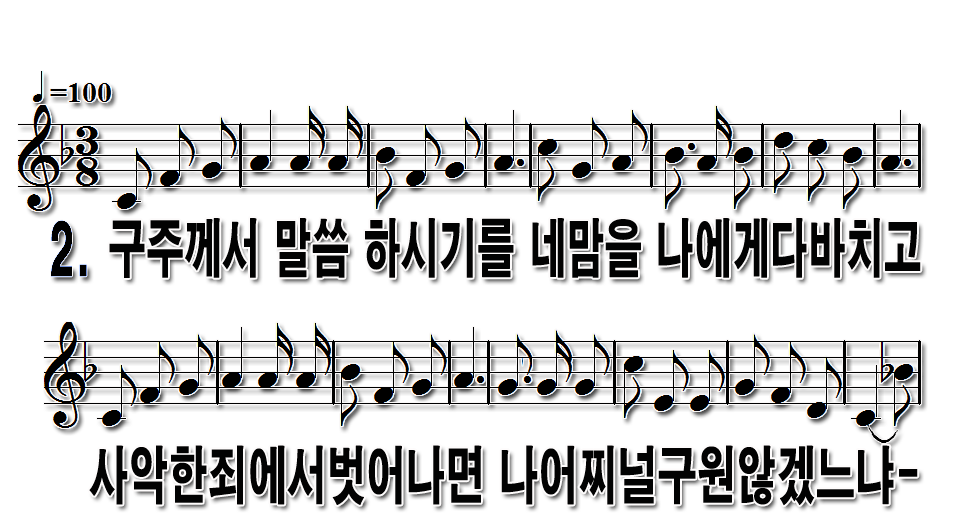 ♩=100
3
8
2. 구주께서 말씀 하시기를 네맘을 나에게다바치고
사악한죄에서벗어나면 나어찌널구원않겠느냐-